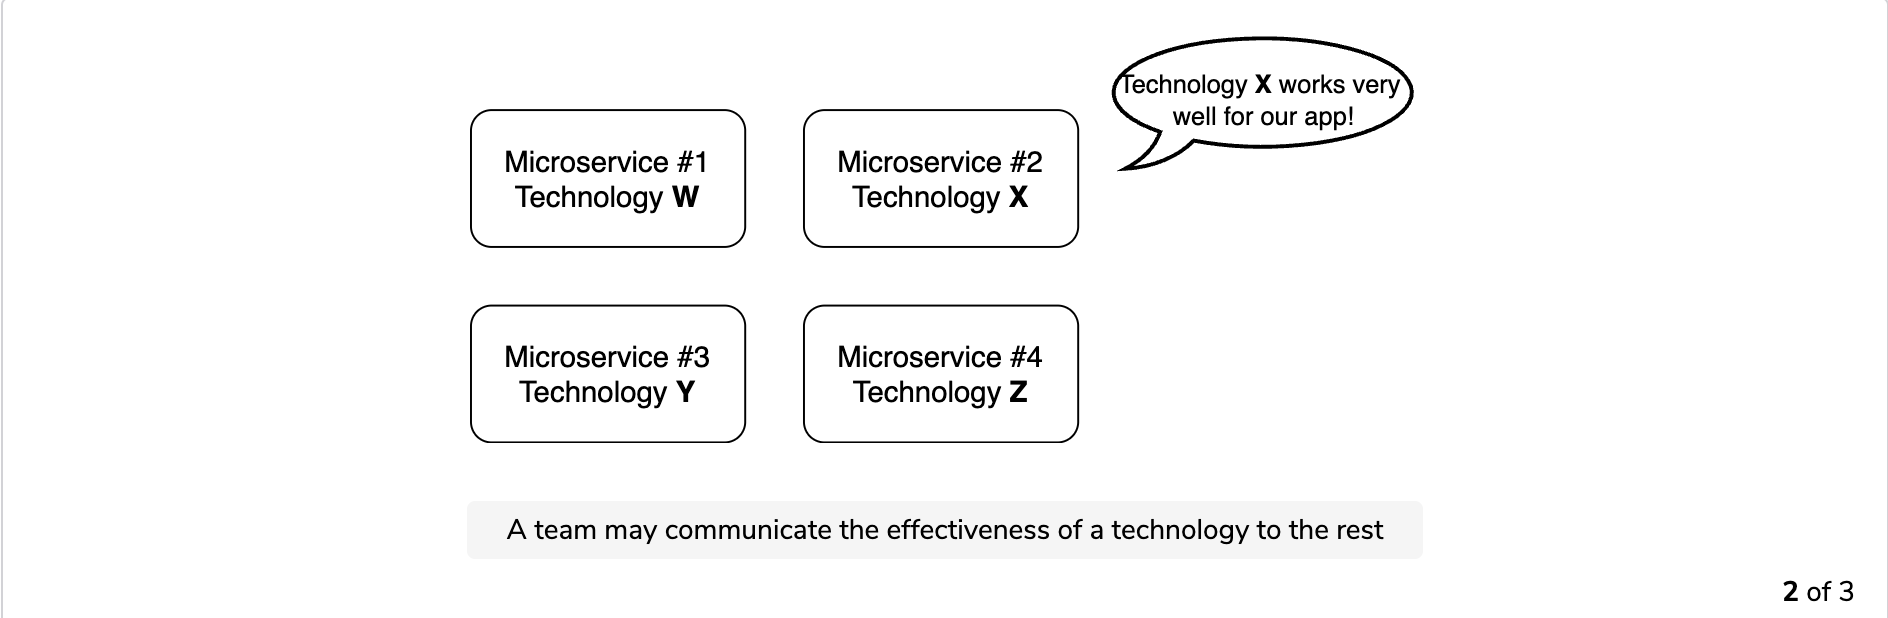 Technology X works very
well for our app!
Microservice #1
Technology W
Microservice #2
Technology X
Microservice #3
Technology Y
Microservice #4
Technology Z
A team may communicate the effectiveness of a technology to the rest
2 of 3